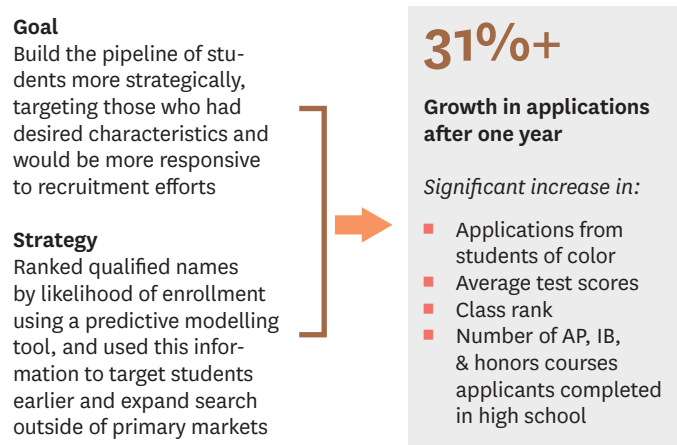 Goal
Build the pipeline of stu-
dents more strategically,
targeting those who had
desired characteristics and
would be more responsive
to recruitment efforts
Strategy
Ranked qualified names
by likelihood of enrollment
using a predictive modelling
tool, and used this infor-
mation to target students
earlier and expand search
outside of primary markets
31%+
Growth in applications
after one year
Significant increase in:
■ Applications from
students of color
■ Average test scores
■ Class rank
■ Number of AP, IB,
& honors courses
applicants completed
in high school